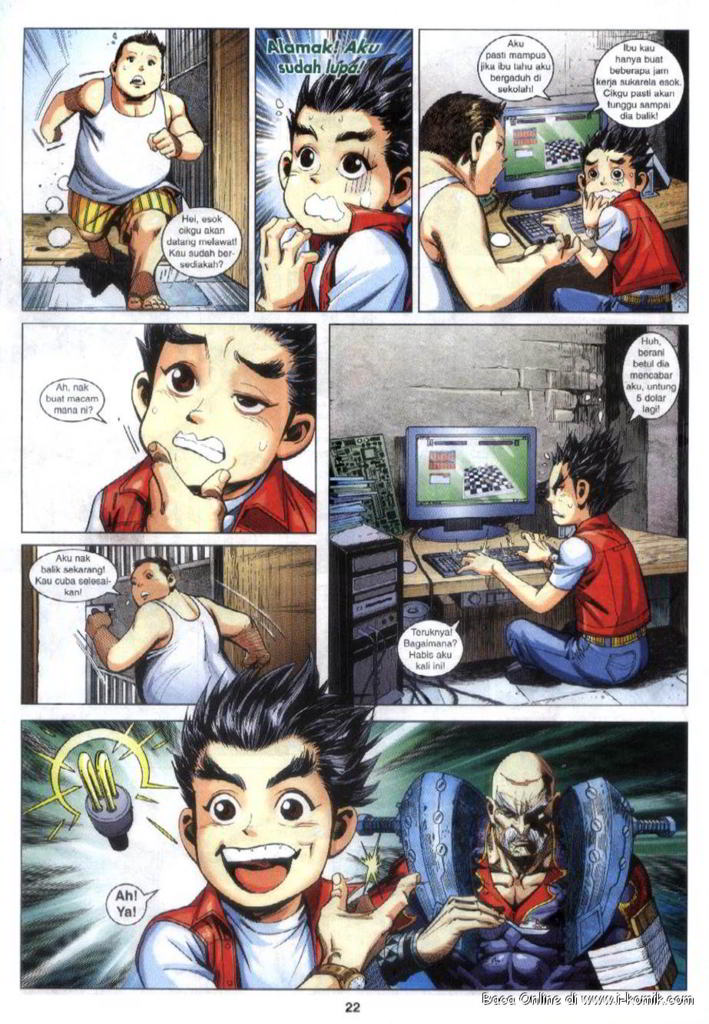 Hei, esok
cikgu akan
datang melawat!
Kau sudah ber-
sediakah?
Alamak! Aku
sudah lupa!
Aku
pasti mampus
jika ibu tahu aku
bergaduh di
sekolah!
Ibu kau
hanya buat
beberapa jam
kerja sukarela esok.
Cikgu pasti akan
tunggu sampai
dia balik!
Ah, nak
buat macam
mana ni?
Huh,
berani
betul dia
mencabar
aku, untung
5 dolar
lagi!
Aku nak
balik sekarang!
Kau cuba selesai-
kan!
Teruknya!
Bagaimana?
Habis aku
kali ini!
Ah!
Ya!
22
Baca Online di www.i-komik.com